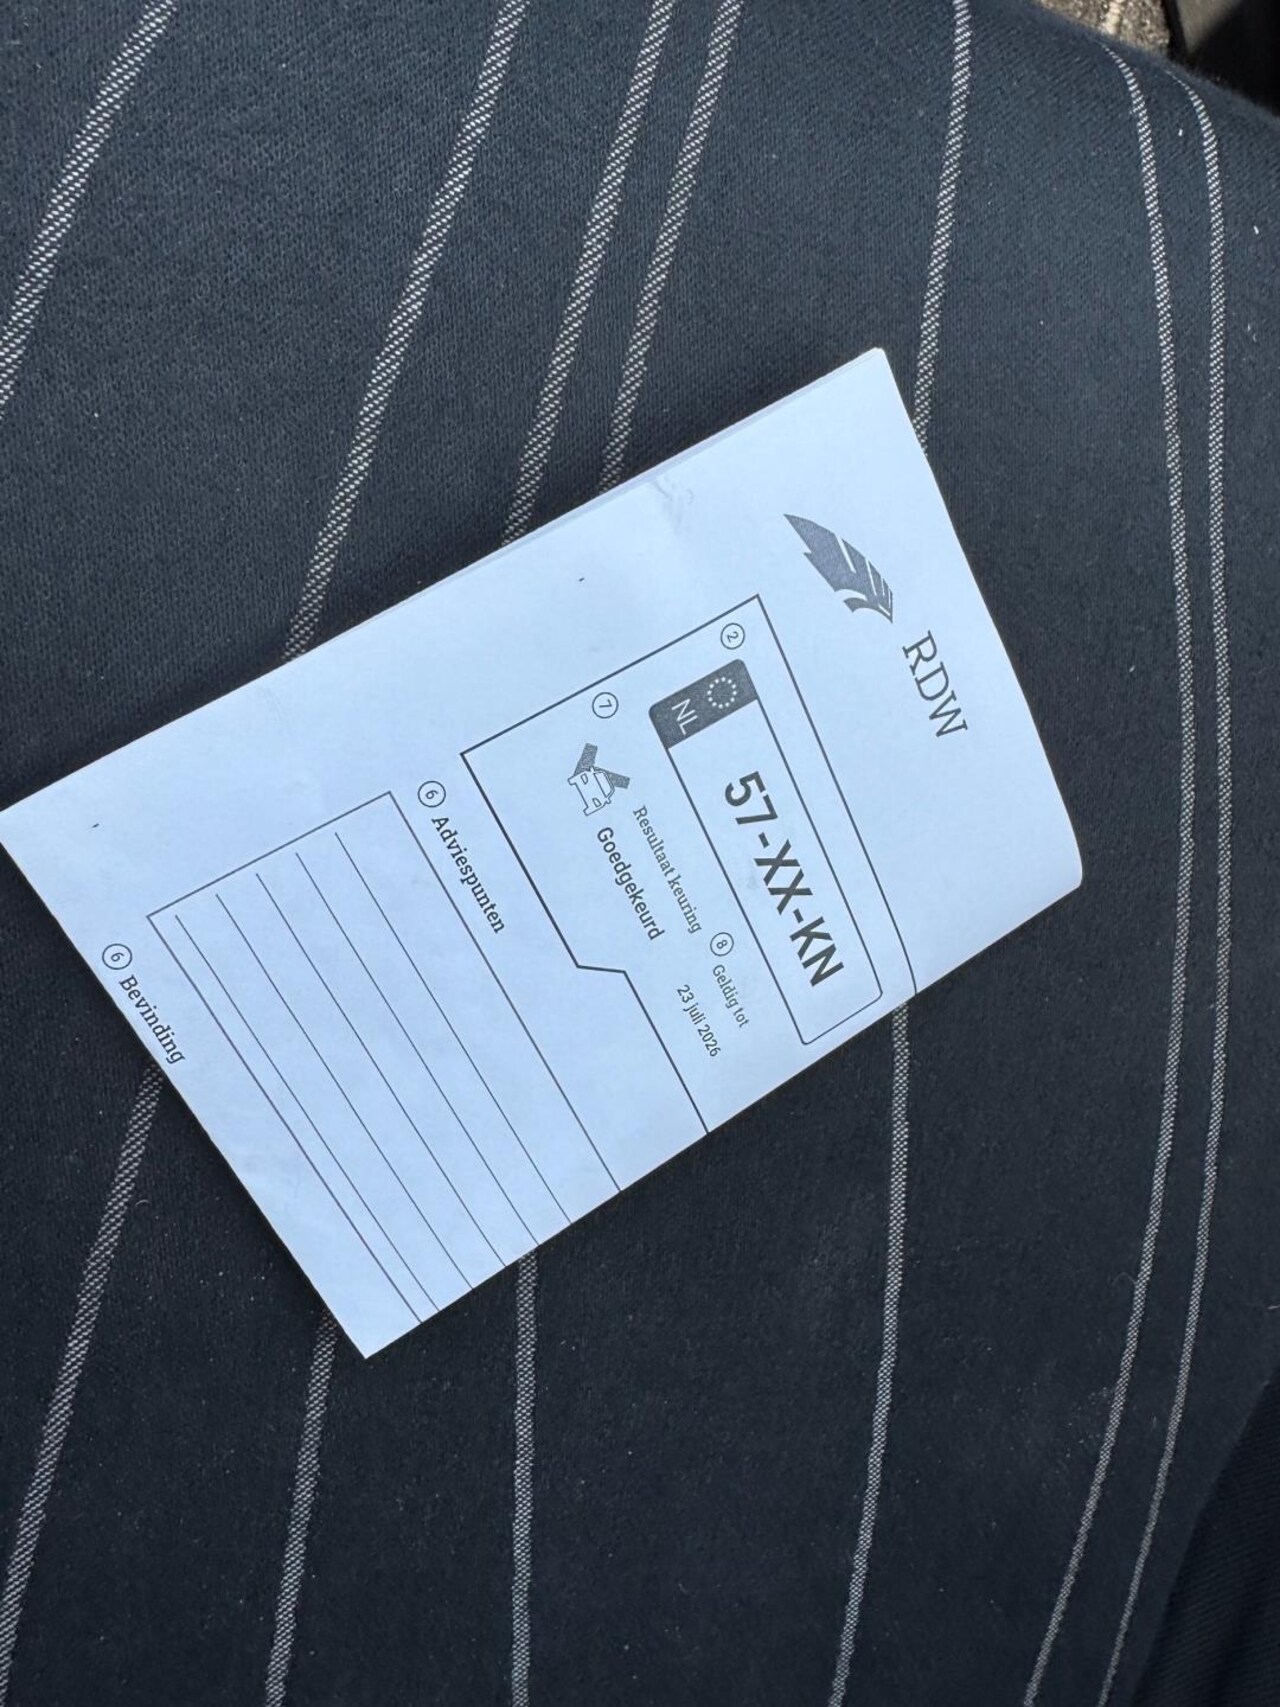 RDW
2
NL
57-XX-KN
7
Resultaat keuring
Goedgekeurd
8 Geldig tot
23 juli 2026
6 Adviespunten
6 Bevinding